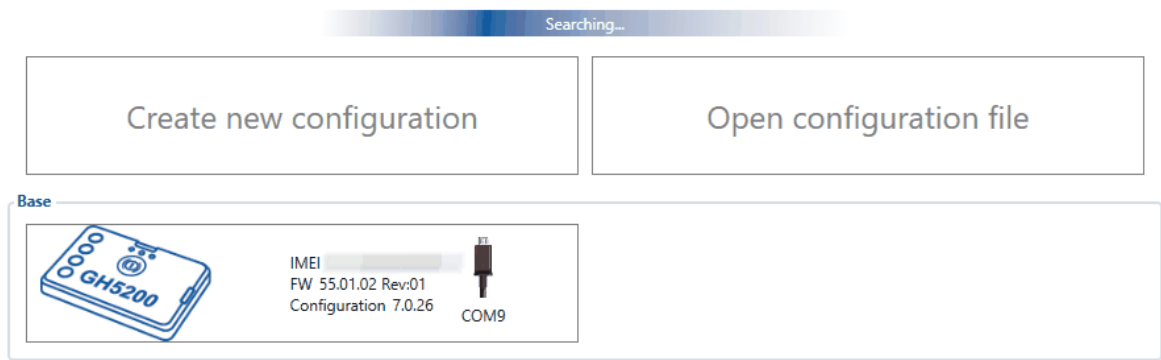 Searching...
Create new configuration
Open configuration file
Base
GH5200
IMEI
FW 55.01.02 Rev:01
Configuration 7.0.26
COM9